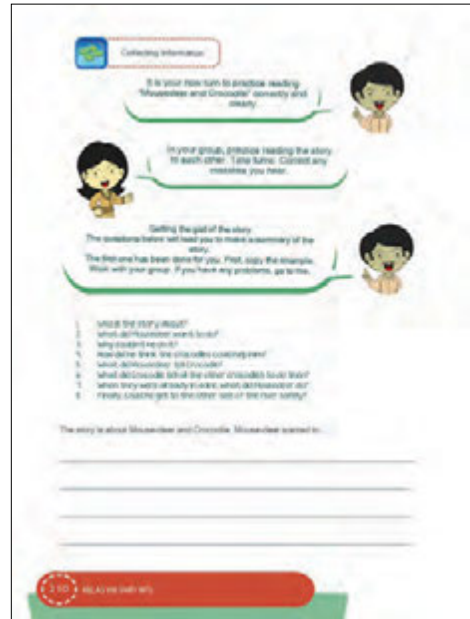 Collecting Information
It is your now turn to practice reading
"Mousedeer and Crocodile" correctly and
clearly.
In your group, practice reading the story
to each other. Take turns. Correct any
mistakes you hear.
Getting the gist of the story
The questions below will lead you to make a summary of the
story.
The first one has been done for you. First, copy the example.
Work with your group. If you have any problems, go to me.
1. What is the story about?
2. What did Mousedeer want to do?
3. Why couldn't he do it?
4. How did he think the crocodiles could help him?
5. What did Mousedeer tell Crocodile?
6. What did Crocodile tell all the other crocodiles to do then?
7. When they were already in a line, what did Mousedeer do?
8. Finally, could he get to the other side of the river safely?
The story is about Mousedeer and Crocodile. Mousedeer wanted to
KELAS VIII SMP/MTs